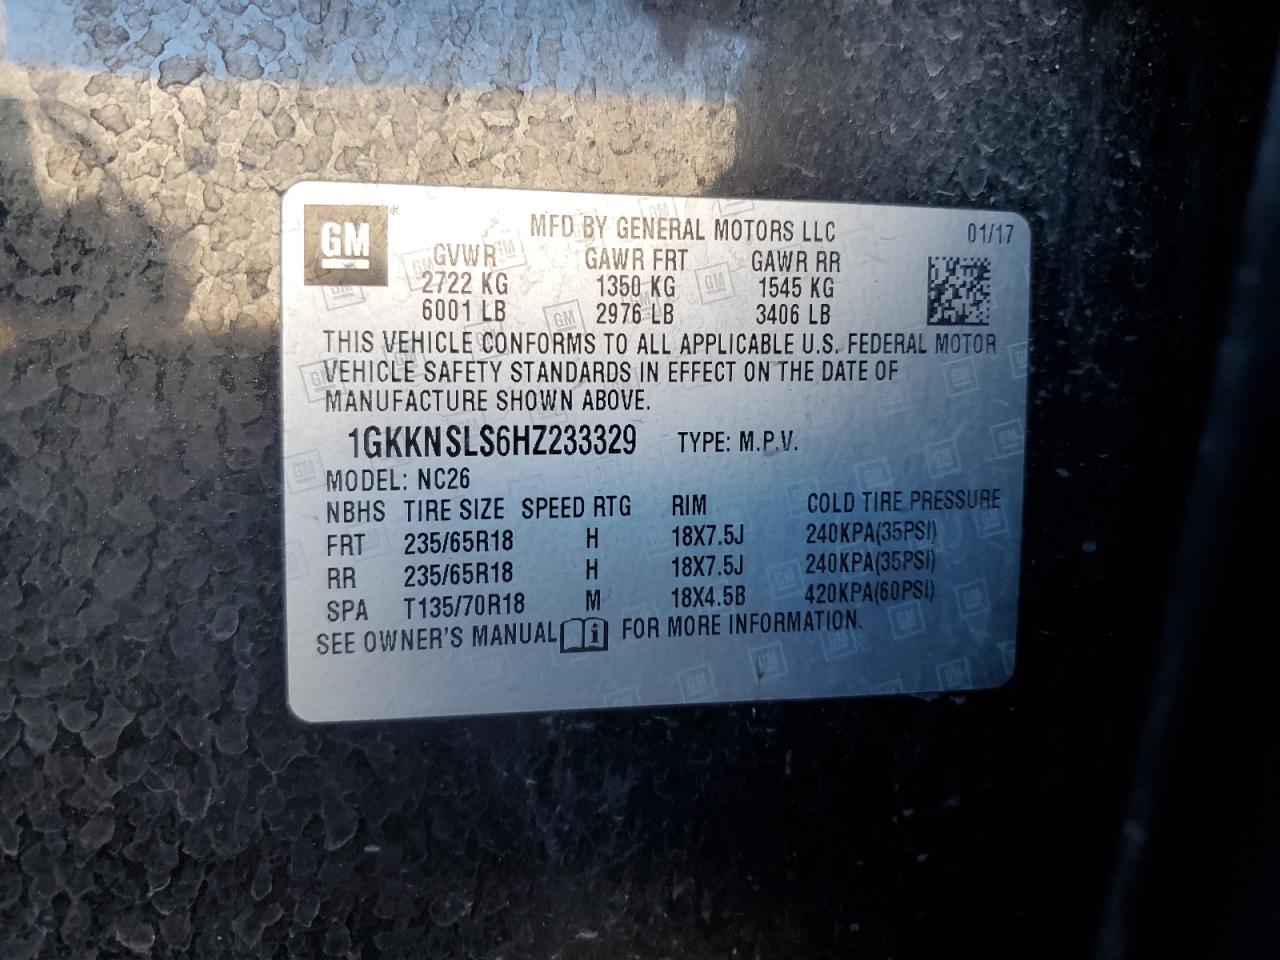 GM ®
MFD BY GENERAL MOTORS LLC 01/17
GVWR GAWR FRT GAWR RR
2722 KG 1350 KG 1545 KG
6001 LB 2976 LB 3406 LB
THIS VEHICLE CONFORMS TO ALL APPLICABLE U.S. FEDERAL MOTOR
VEHICLE SAFETY STANDARDS IN EFFECT ON THE DATE OF
MANUFACTURE SHOWN ABOVE.
1GKKNSLS6HZ233329 TYPE: M.P.V.
MODEL: NC26
NBHS TIRE SIZE SPEED RTG RIM COLD TIRE PRESSURE
FRT 235/65R18 H 18X7.5J 240KPA(35PSI)
RR 235/65R18 H 18X7.5J 240KPA(35PSI)
SPA T135/70R18 M 18X4.5B 420KPA(60PSI)
SEE OWNER'S MANUAL FOR MORE INFORMATION.